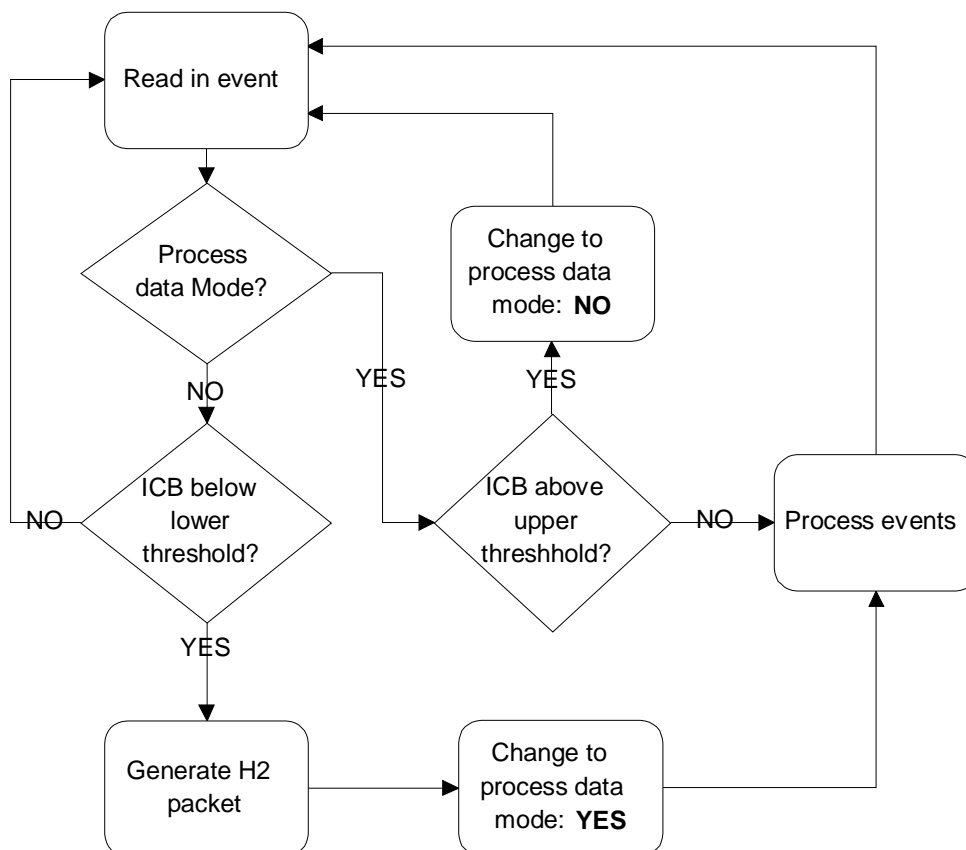 Read in event
Process
data Mode?
Change to
process data
mode: NO
YES
YES
NO
ICB below
lower
threshold?
NO
ICB above
upper
threshhold?
NO
Process events
YES
Generate H2
packet
Change to
process data
mode: YES